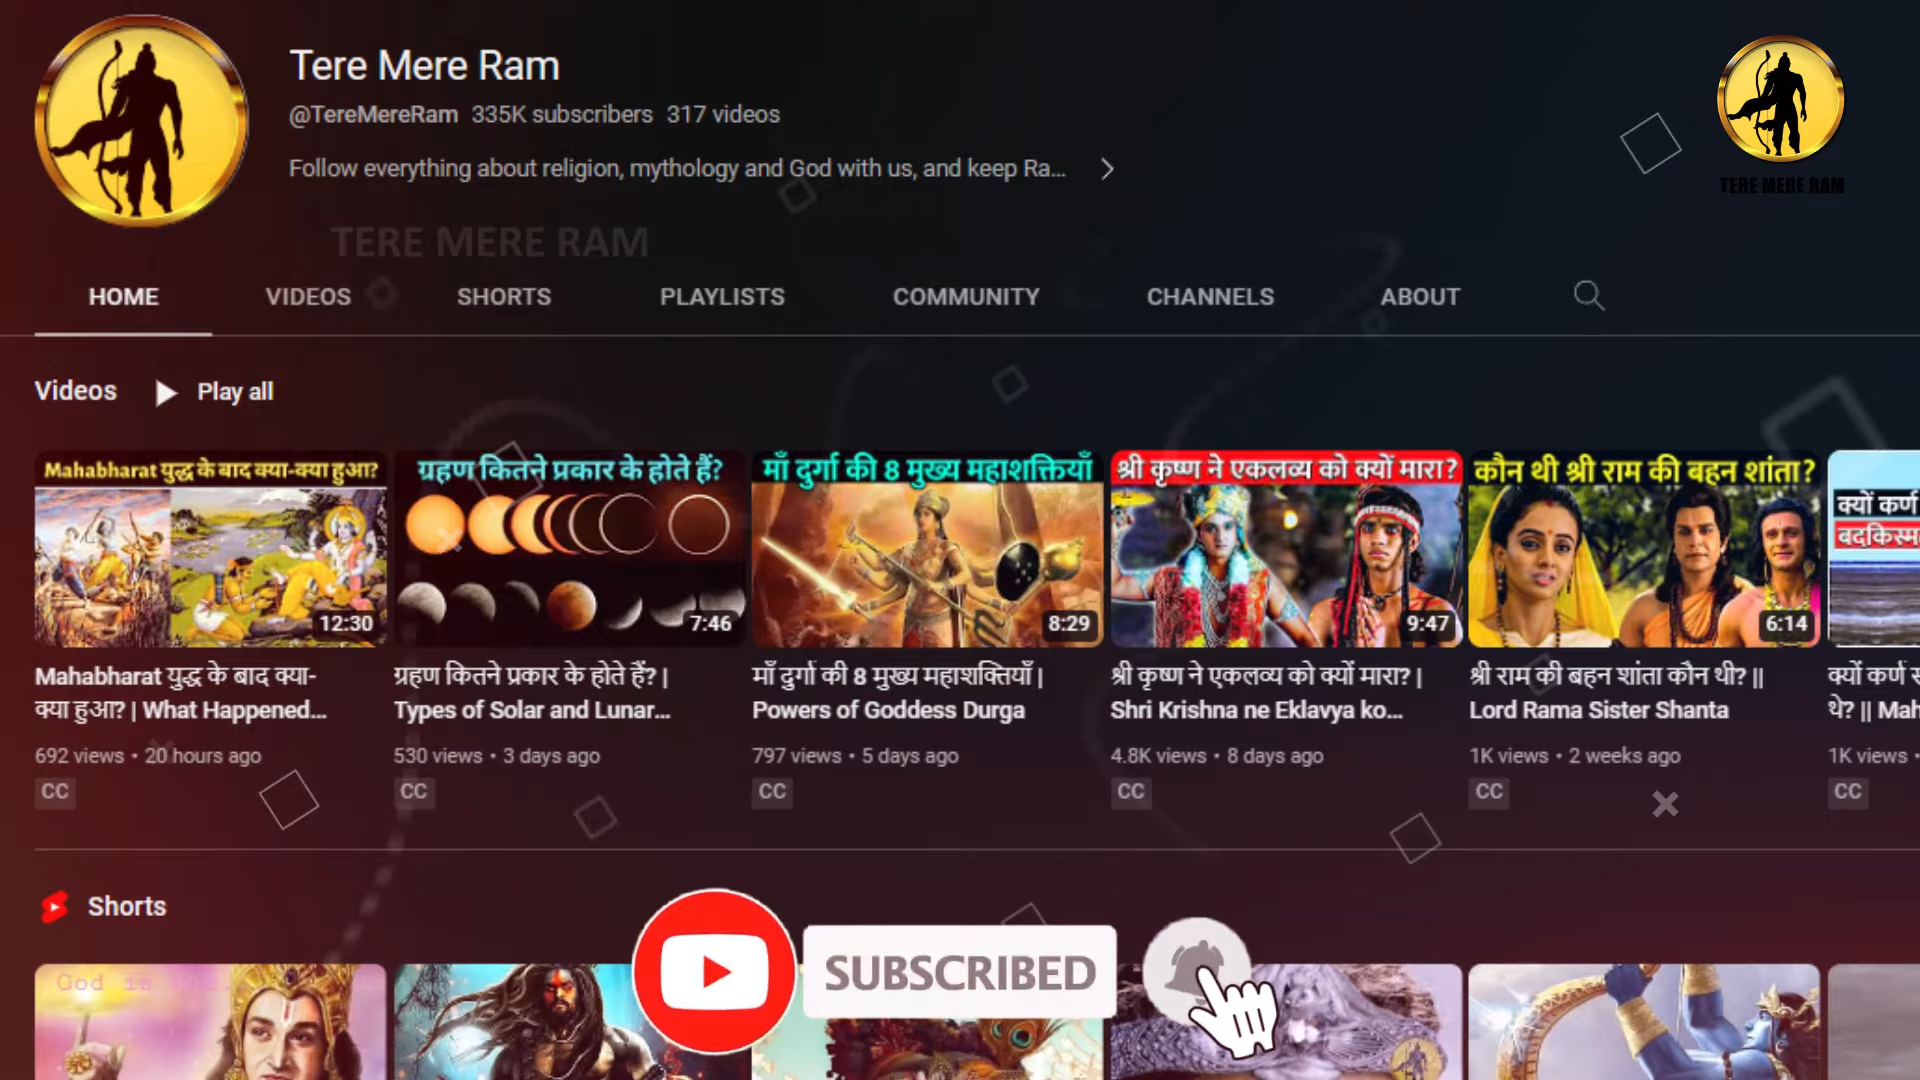 Tere Mere Ram
@TereMereRam 335K subscribers 317 videos
Follow everything about religion, mythology and God with us, and keep Ra...
TERE MERE RAM
TERE MERE RAM
HOME VIDEOS SHORTS PLAYLISTS COMMUNITY CHANNELS ABOUT
Videos Play all
Mahabharat युद्ध के बाद क्या-क्या हुआ?
12:30
Mahabharat युद्ध के बाद क्या-
क्या हुआ? | What Happened...
692 views • 20 hours ago
CC
ग्रहण कितने प्रकार के होते हैं?
7:46
ग्रहण कितने प्रकार के होते हैं? |
Types of Solar and Lunar...
530 views • 3 days ago
CC
माँ दुर्गा की 8 मुख्य महाशक्तियाँ
8:29
माँ दुर्गा की 8 मुख्य महाशक्तियाँ |
Powers of Goddess Durga
797 views • 5 days ago
CC
श्री कृष्ण ने एकलव्य को क्यों मारा?
9:47
श्री कृष्ण ने एकलव्य को क्यों मारा? |
Shri Krishna ne Eklavya ko...
4.8K views • 8 days ago
CC
कौन थी श्री राम की बहन शांता?
6:14
श्री राम की बहन शांता कौन थी? ||
Lord Rama Sister Shanta
1K views • 2 weeks ago
CC
क्यों कर्ण
क्यों कर्ण
थे? || Mah
1K views •
CC
Shorts
God is
SUBSCRIBED